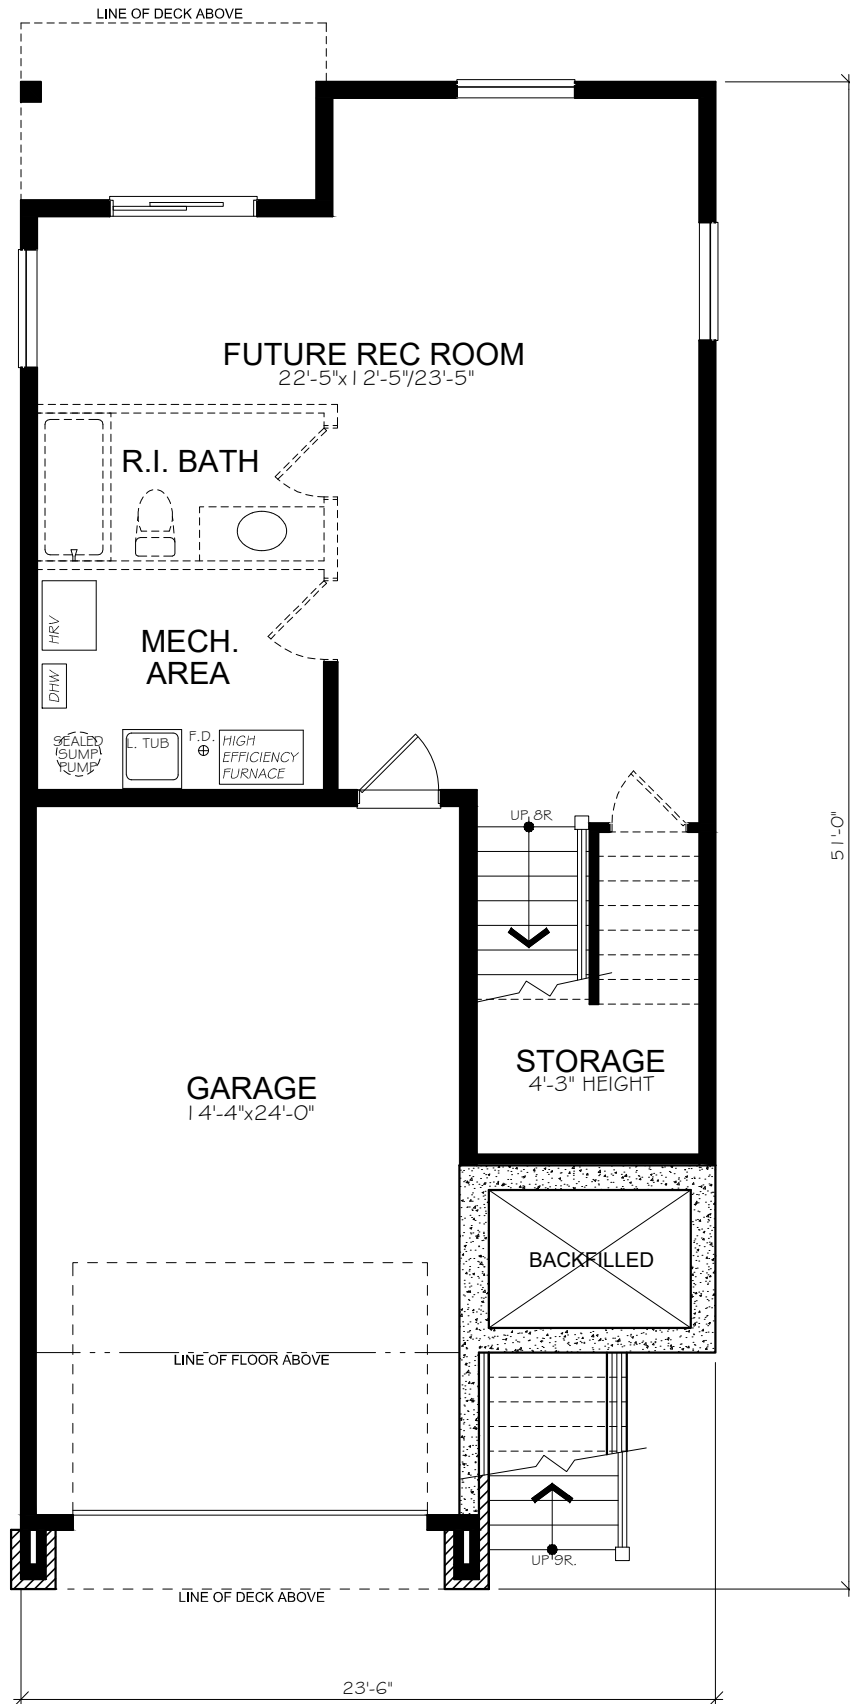 LINE OF DECK ABOVE
FUTURE REC ROOM
22'-5"x12'-5"/23'-5"
R.I. BATH
HRV
MECH.
AREA
DHW
SEALED
SUMP
PUMP
L. TUB
F.D.
HIGH
EFFICIENCY
FURNACE
UP 8R
51'-0"
STORAGE
4'-3" HEIGHT
GARAGE
14'-4"x24'-0"
BACKFILLED
LINE OF FLOOR ABOVE
UP 9R.
LINE OF DECK ABOVE
23'-6"